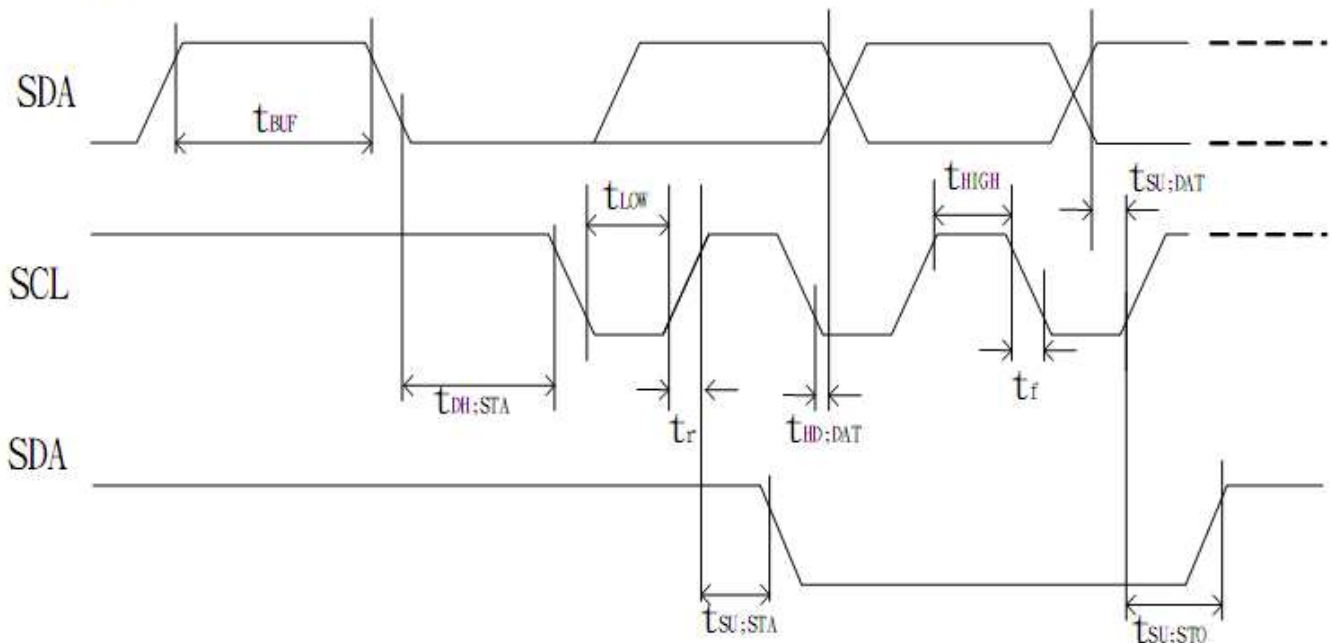 SDA
tBUF
tLOW
tHIGH
tSU;DAT
SCL
tDH;STA
tr
tHD;DAT
tf
SDA
tSU;STA
tSU;STO